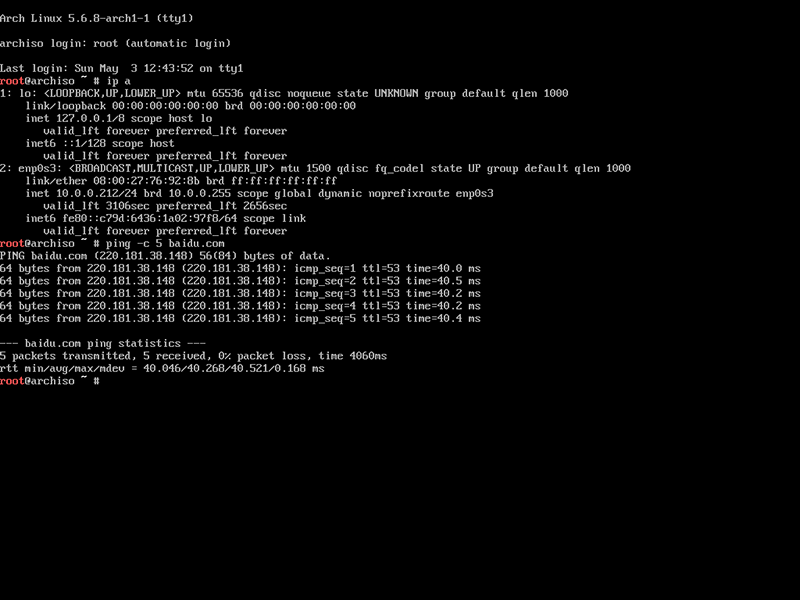 Arch Linux 5.6.8-arch1-1 (tty1)
archiso login: root (automatic login)
Last login: Sun May  3 12:43:52 on tty1
root@archiso ~ # ip a
1: lo: <LOOPBACK,UP,LOWER_UP> mtu 65536 qdisc noqueue state UNKNOWN group default qlen 1000
    link/loopback 00:00:00:00:00:00 brd 00:00:00:00:00:00
    inet 127.0.0.1/8 scope host lo
       valid_lft forever preferred_lft forever
    inet6 ::1/128 scope host
       valid_lft forever preferred_lft forever
2: enp0s3: <BROADCAST,MULTICAST,UP,LOWER_UP> mtu 1500 qdisc fq_codel state UP group default qlen 1000
    link/ether 08:00:27:76:92:8b brd ff:ff:ff:ff:ff:ff
    inet 10.0.0.212/24 brd 10.0.0.255 scope global dynamic noprefixroute enp0s3
       valid_lft 3106sec preferred_lft 2656sec
    inet6 fe80::c79d:6436:1a02:97f8/64 scope link
       valid_lft forever preferred_lft forever
root@archiso ~ # ping -c 5 baidu.com
PING baidu.com (220.181.38.148) 56(84) bytes of data.
64 bytes from 220.181.38.148 (220.181.38.148): icmp_seq=1 ttl=53 time=40.0 ms
64 bytes from 220.181.38.148 (220.181.38.148): icmp_seq=2 ttl=53 time=40.5 ms
64 bytes from 220.181.38.148 (220.181.38.148): icmp_seq=3 ttl=53 time=40.2 ms
64 bytes from 220.181.38.148 (220.181.38.148): icmp_seq=4 ttl=53 time=40.2 ms
64 bytes from 220.181.38.148 (220.181.38.148): icmp_seq=5 ttl=53 time=40.4 ms
--- baidu.com ping statistics ---
5 packets transmitted, 5 received, 0% packet loss, time 4060ms
rtt min/avg/max/mdev = 40.046/40.268/40.521/0.168 ms
root@archiso ~ #